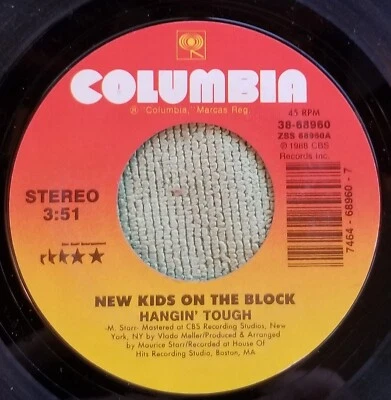 COLUMBIA
® "Columbia," Marcas Reg.
45 RPM
38-68960
ZSS 68960A
℗ 1988 CBS
Records Inc.
STEREO
3:51
7464-68960-7
NEW KIDS ON THE BLOCK
HANGIN' TOUGH
-M. Starr- Mastered at CBS Recording Studios, New
York, NY by Vlado Meller/Produced & Arranged
by Maurice Starr/Recorded at House Of
Hits Recording Studio, Boston, MA